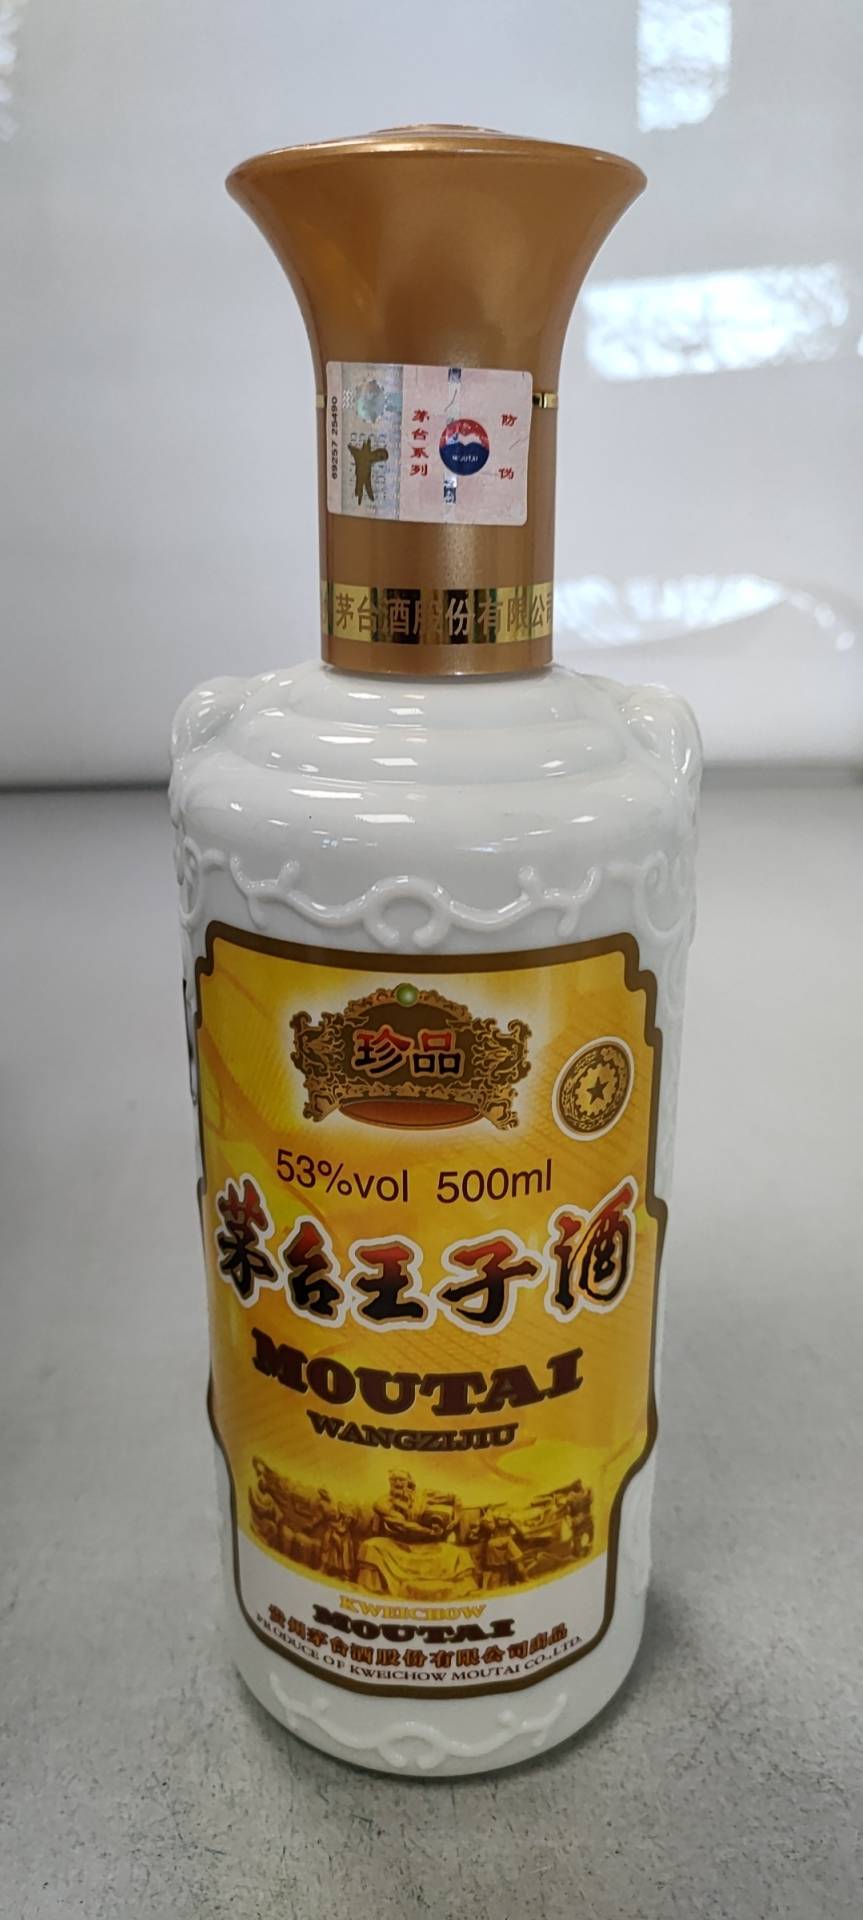 69257 25490
茅台系列
MOUTAI
防伪
茅台酒股份有限公司
珍品
53%vol 500ml
茅台王子酒
MOUTAI
WANGZIJIU
KWEICHOW
MOUTAI
贵州茅台酒股份有限公司出品
PRODUCE OF KWEICHOW MOUTAI CO.,LTD.